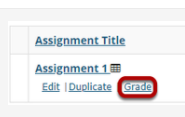 Assignment Title
Assignment 1
Edit | Duplicate Grade